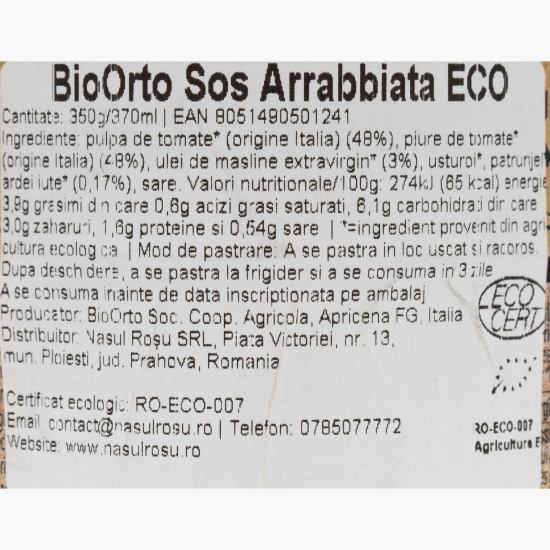 BioOrto Sos Arrabbiata ECO
Cantitate: 350g/370ml | EAN 8051490501241
Ingrediente: pulpa de tomate* (origine Italia) (48%), piure de tomate*
(origine Italia) (48%), ulei de masline extravirgin* (3%), usturoi*, patrunjel
ardei iute* (0,17%), sare. Valori nutritionale/100g: 274kJ (65 kcal) energie
3,9g grasimi din care 0,6g acizi grasi saturati, 6,1g carbohidrati din care
3,0g zaharuri, 1,6g proteine si 0,54g sare | *=ingredient provenit din agri
cultura ecologica | Mod de pastrare: A se pastra in loc uscat si racoros.
Dupa deschidere, a se pastra la frigider si a se consuma in 3 zile
A se consuma inainte de data inscriptionata pe ambalaj
Producator: BioOrto Soc. Coop. Agricola, Apricena FG, Italia
Distribuitor: Nasul Roşu SRL, Piata Victoriei, nr. 13,
mun. Ploiesti, jud. Prahova, Romania
ECO
CERT
Certificat ecologic: RO-ECO-007
Email: contact@nasulrosu.ro | Telefon: 0785077772
Website: www.nasulrosu.ro
RO-ECO-007
Agricultura